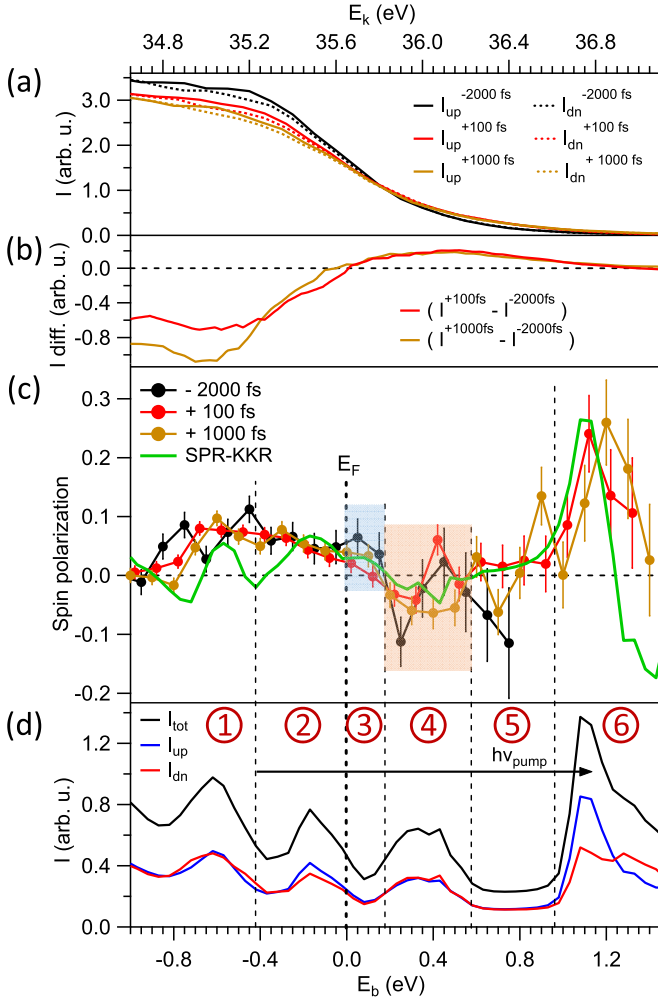 E_k (eV)
34.8 35.2 35.6 36.0 36.4 36.8
(a)
I (arb. u.)
3.0
2.0
1.0
0.0
I_up^-2000 fs I_dn^-2000 fs
I_up^+100 fs I_dn^+100 fs
I_up^+1000 fs I_dn^+ 1000 fs
(b)
I diff. (arb. u.)
0.0
-0.4
-0.8
( I^+100fs - I^-2000fs )
( I^+1000fs - I^-2000fs )
(c)
Spin polarization
0.3
0.2
0.1
0.0
-0.1
-0.2
- 2000 fs
+ 100 fs
+ 1000 fs
SPR-KKR
E_F
(d)
I (arb. u.)
1.2
0.8
0.4
0.0
I_tot
I_up
I_dn
① ② ③ ④ ⑤ ⑥
hν_pump
-0.8 -0.4 0.0 0.4 0.8 1.2
E_b (eV)